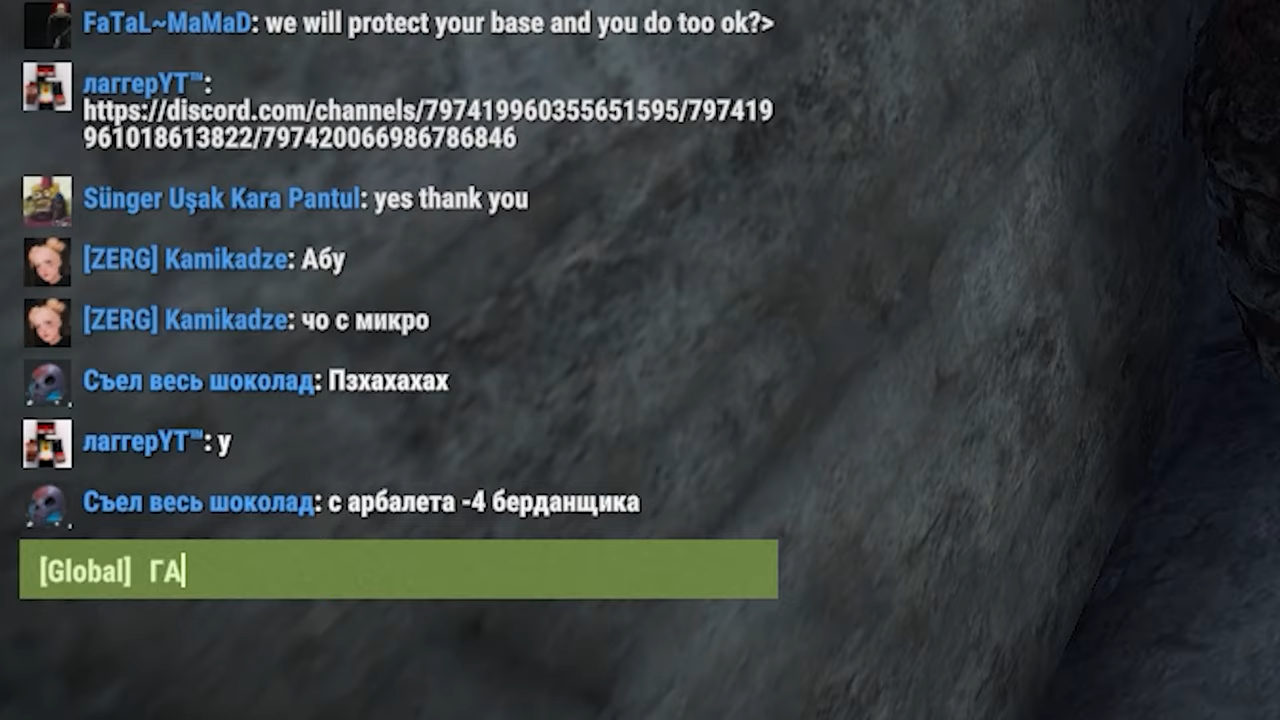 FaTaL~MaMaD: we will protect your base and you do too ok?>
лаггерYT™:
https://discord.com/channels/797419960355651595/797419
961018613822/797420066986786846
Sünger Uşak Kara Pantul: yes thank you
[ZERG] Kamikadze: Абу
[ZERG] Kamikadze: чо с микро
Съел весь шоколад: Пзхахахах
лаггерYT™: у
Съел весь шоколад: с арбалета -4 берданщика
[Global] ГА